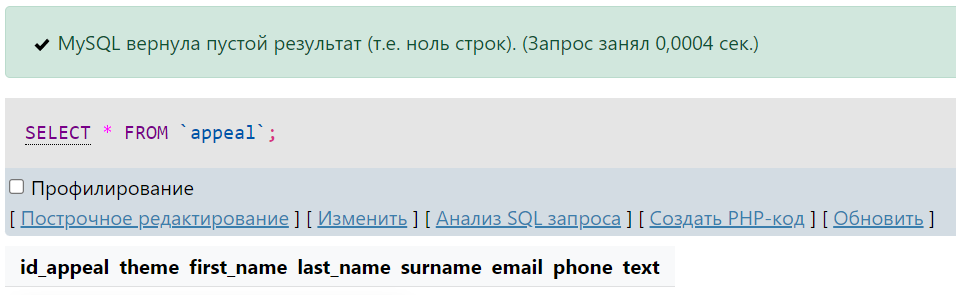 MySQL вернула пустой результат (т.е. ноль строк). (Запрос занял 0,0004 сек.)
SELECT * FROM `appeal`;
Профилирование
[ Построчное редактирование ] [ Изменить ] [ Анализ SQL запроса ] [ Создать PHP-код ] [ Обновить ]
id_appeal theme first_name last_name surname email phone text